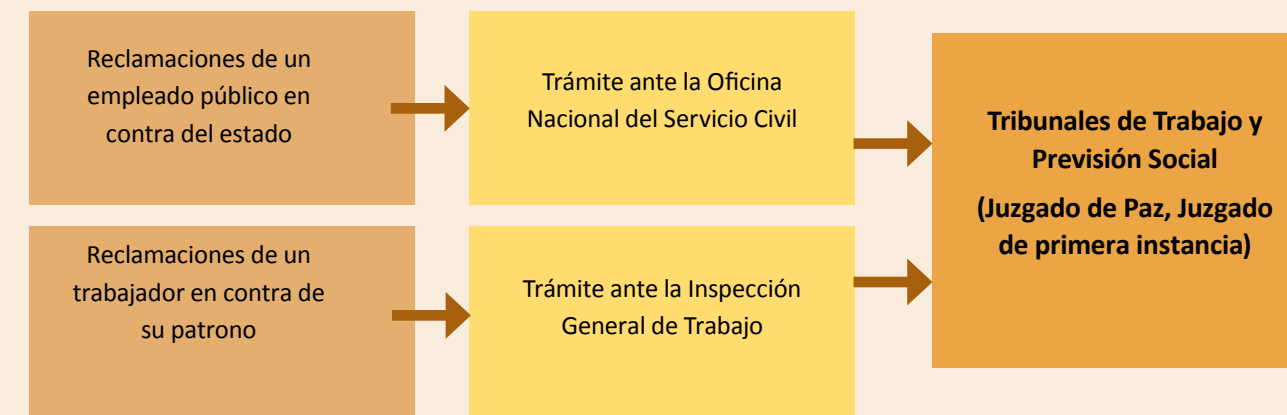 Reclamaciones de un
empleado público en
contra del estado
Trámite ante la Oficina
Nacional del Servicio Civil
Reclamaciones de un
trabajador en contra de
su patrono
Trámite ante la Inspección
General de Trabajo
Tribunales de Trabajo y
Previsión Social
(Juzgado de Paz, Juzgado
de primera instancia)